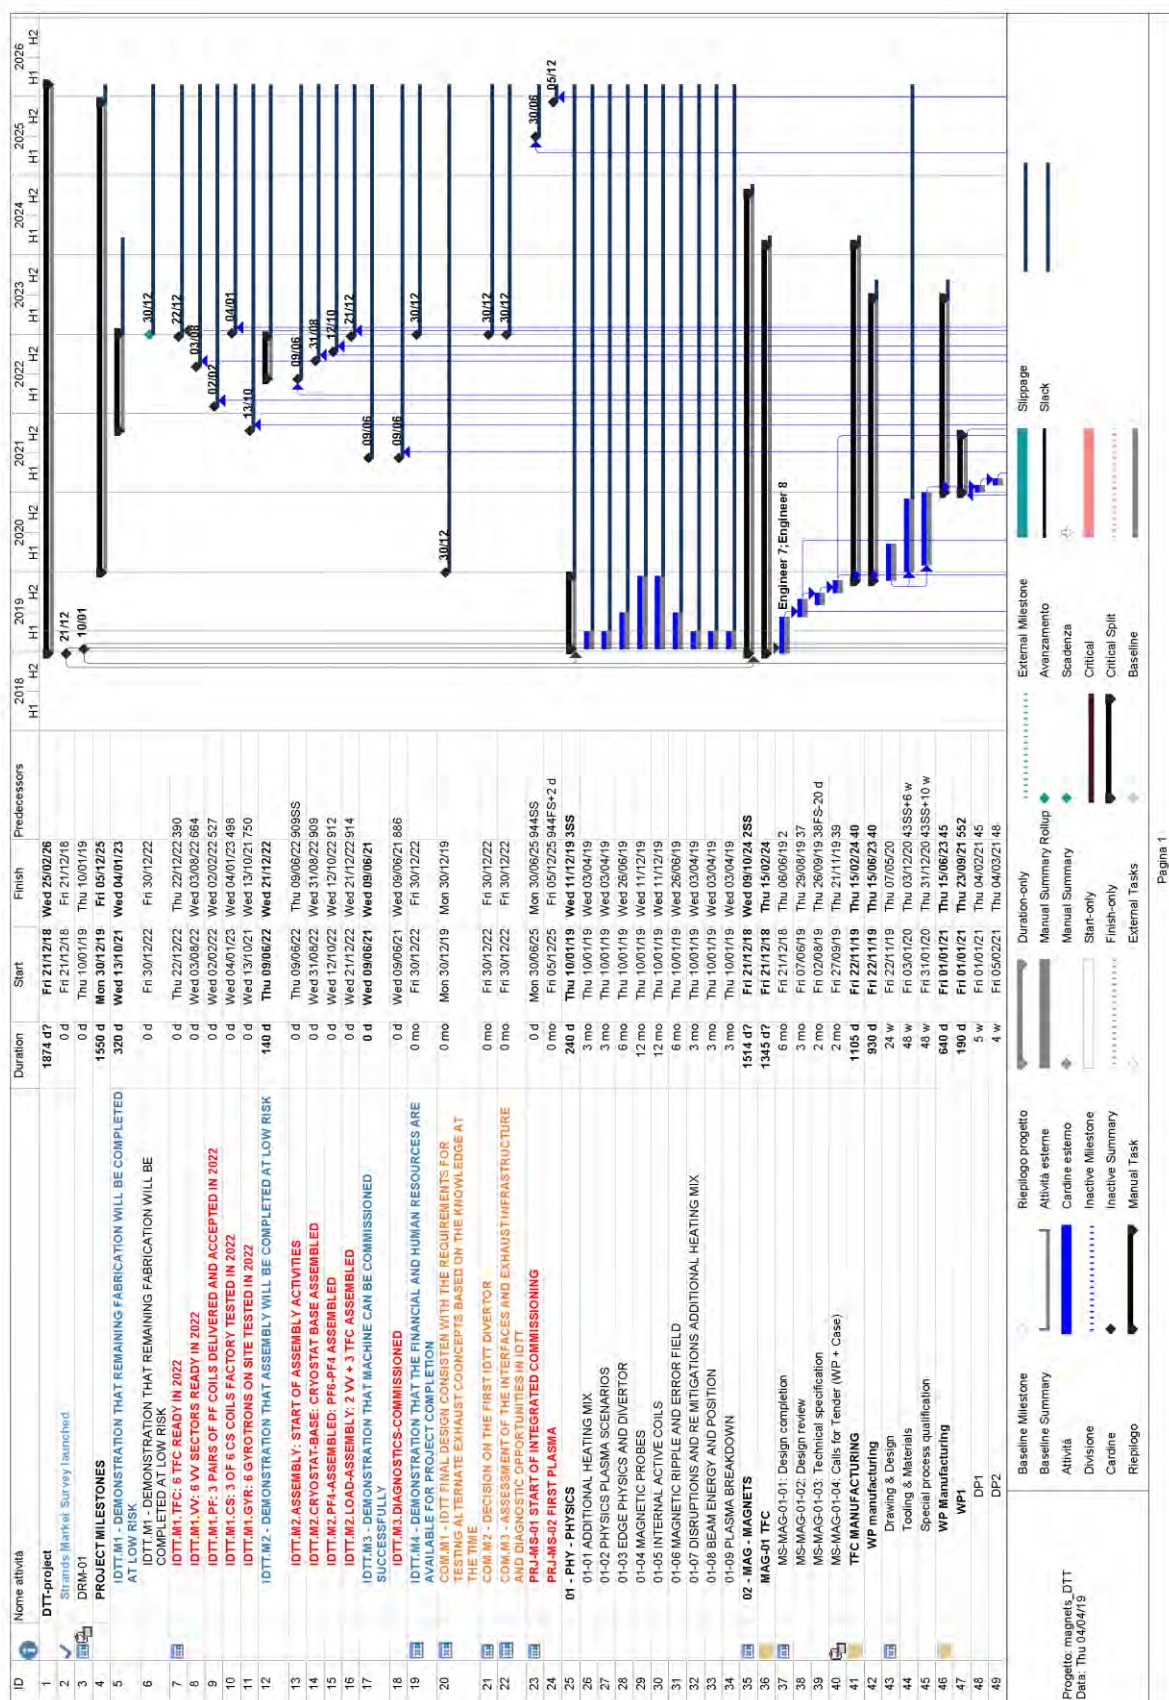 ID Nome attività Duration Start Finish Predecessors
2018 2019 2020 2021 2022 2023 2024 2025 2026
H1 H2 H1 H2 H1 H2 H1 H2 H1 H2 H1 H2 H1 H2 H1 H2 H1 H2
1 DTT-project 1874 d? Fri 21/12/18 Wed 25/02/26
2 Strands Market Survey launched 0 d Fri 21/12/18 Fri 21/12/18
21/12
3 DRM-01 0 d Thu 10/01/19 Thu 10/01/19
10/01
4 PROJECT MILESTONES 1550 d Mon 30/12/19 Fri 05/12/25
5 IDTT.M1 - DEMONSTRATION THAT REMAINING FABRICATION WILL BE COMPLETED 320 d Wed 13/10/21 Wed 04/01/23
AT LOW RISK
6 IDTT.M1 - DEMONSTRATION THAT REMAINING FABRICATION WILL BE 0 d Fri 30/12/22 Fri 30/12/22
COMPLETED AT LOW RISK
30/12
7 IDTT.M1.TFC: 6 TFC READY IN 2022 0 d Thu 22/12/22 Thu 22/12/22 390
22/12
8 IDTT.M1.VV: 6 VV SECTORS READY IN 2022 0 d Wed 03/08/22 Wed 03/08/22 664
03/08
9 IDTT.M1.PF: 3 PAIRS OF PF COILS DELIVERED AND ACCEPTED IN 2022 0 d Wed 02/02/22 Wed 02/02/22 527
02/02
10 IDTT.M1.CS: 3 OF 6 CS COILS FACTORY TESTED IN 2022 0 d Wed 04/01/23 Wed 04/01/23 498
04/01
11 IDTT.M1.GYR: 6 GYROTRONS ON SITE TESTED IN 2022 0 d Wed 13/10/21 Wed 13/10/21 750
13/10
12 IDTT.M2 - DEMONSTRATION THAT ASSEMBLY WILL BE COMPLETED AT LOW RISK 140 d Thu 09/06/22 Wed 21/12/22
13 IDTT.M2.ASSEMBLY: START OF ASSEMBLY ACTIVITIES 0 d Thu 09/06/22 Thu 09/06/22 909SS
09/06
14 IDTT.M2.CRYOSTAT-BASE: CRYOSTAT BASE ASSEMBLED 0 d Wed 31/08/22 Wed 31/08/22 909
31/08
15 IDTT.M2.PF4-ASSEMBLED: PF6-PF4 ASSEMBLED 0 d Wed 12/10/22 Wed 12/10/22 912
12/10
16 IDTT.M2.LOAD-ASSEMBLY: 2 VV + 3 TFC ASSEMBLED 0 d Wed 21/12/22 Wed 21/12/22 914
21/12
17 IDTT.M3 - DEMONSTRATION THAT MACHINE CAN BE COMMISSIONED 0 d Wed 09/06/21 Wed 09/06/21
SUCCESSFULLY
09/06
18 IDTT.M3.DIAGNOSTICS-COMMISSIONED 0 d Wed 09/06/21 Wed 09/06/21 886
09/06
19 IDTT.M4 - DEMONSTRATION THAT THE FINANCIAL AND HUMAN RESOURCES ARE 0 mo Fri 30/12/22 Fri 30/12/22
AVAILABLE FOR PROJECT COMPLETION
30/12
20 COM.M1 - IDTT FINAL DESIGN CONSISTEN WITH THE REQUIREMENTS FOR 0 mo Mon 30/12/19 Mon 30/12/19
TESTING ALTERNATE EXHAUST COONCEPTS BASED ON THE KNOWLEDGE AT
THE TIME
30/12
21 COM.M2 - DECISION ON THE FIRST IDTT DIVERTOR 0 mo Fri 30/12/22 Fri 30/12/22
30/12
22 COM.M3 - ASSESSMENT OF THE INTERFACES AND EXHAUST INFRASTRUCTURE 0 mo Fri 30/12/22 Fri 30/12/22
AND DIAGNOSTIC OPPORTUNITIES IN IDTT
30/12
23 PRJ-MS-01 START OF INTEGRATED COMMISSIONING 0 d Mon 30/06/25 Mon 30/06/25 944SS
30/06
24 PRJ-MS-02 FIRST PLASMA 0 d Fri 05/12/25 Fri 05/12/25 944FS+2 d
05/12
25 01 - PHY - PHYSICS 240 d Thu 10/01/19 Wed 11/12/19 3SS
26 01-01 ADDITIONAL HEATING MIX 3 mo Thu 10/01/19 Wed 03/04/19
27 01-02 PHYSICS PLASMA SCENARIOS 3 mo Thu 10/01/19 Wed 03/04/19
28 01-03 EDGE PHYSICS AND DIVERTOR 6 mo Thu 10/01/19 Wed 26/06/19
29 01-04 MAGNETIC PROBES 12 mo Thu 10/01/19 Wed 11/12/19
30 01-05 INTERNAL ACTIVE COILS 12 mo Thu 10/01/19 Wed 11/12/19
31 01-06 MAGNETIC RIPPLE AND ERROR FIELD 6 mo Thu 10/01/19 Wed 26/06/19
32 01-07 DISRUPTIONS AND RE MITIGATIONS ADDITIONAL HEATING MIX 3 mo Thu 10/01/19 Wed 03/04/19
33 01-08 BEAM ENERGY AND POSITION 3 mo Thu 10/01/19 Wed 03/04/19
34 01-09 PLASMA BREAKDOWN 3 mo Thu 10/01/19 Wed 03/04/19
35 02 - MAG - MAGNETS 1514 d? Fri 21/12/18 Wed 09/10/24 2SS
36 MAG-01 TFC 1345 d? Fri 21/12/18 Thu 15/02/24
37 MS-MAG-01-01: Design completion 6 mo Fri 21/12/18 Thu 06/06/19 2
Engineer 7;Engineer 8
38 MS-MAG-01-02: Design review 3 mo Fri 07/06/19 Thu 29/08/19 37
39 MS-MAG-01-03: Technical specification 2 mo Fri 02/08/19 Thu 26/09/19 38FS-20 d
40 MS-MAG-01-04: Calls for Tender (WP + Case) 2 mo Fri 27/09/19 Thu 21/11/19 39
41 TFC MANUFACTURING 1105 d Fri 22/11/19 Thu 15/02/24 40
42 WP manufacturing 930 d Fri 22/11/19 Thu 15/06/23 40
43 Drawing & Design 24 w Fri 22/11/19 Thu 07/05/20
44 Tooling & Materials 48 w Fri 03/01/20 Thu 03/12/20 43SS+6 w
45 Special process qualification 48 w Fri 31/01/20 Thu 31/12/20 43SS+10 w
46 WP Manufacturing 640 d Fri 01/01/21 Thu 15/06/23 45
47 WP1 190 d Fri 01/01/21 Thu 23/09/21 552
48 DP1 5 w Fri 01/01/21 Thu 04/02/21 45
49 DP2 4 w Fri 05/02/21 Thu 04/03/21 48
Progetto: magnets_DTT
Data: Thu 04/04/19
Baseline Milestone Riepilogo progetto Duration-only External Milestone Slippage
Baseline Summary Attività esterne Manual Summary Rollup Avanzamento Slack
Attività Cardine esterno Manual Summary Scadenza
Divisione Inactive Milestone Start-only Critical
Cardine Inactive Summary Finish-only Critical Split
Riepilogo Manual Task External Tasks Baseline
Pagina 1